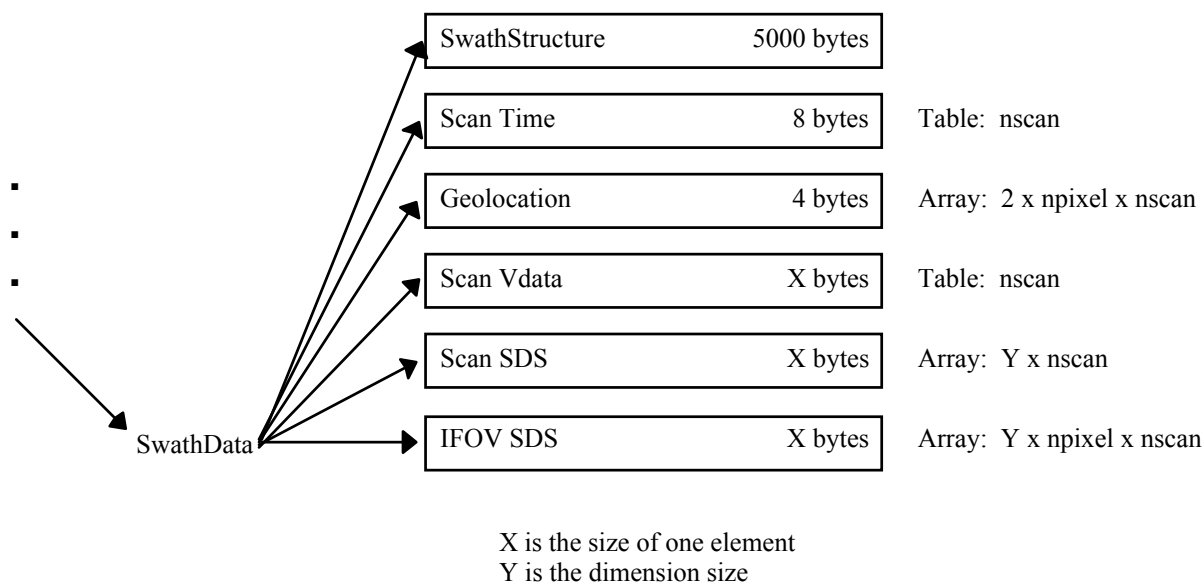 SwathStructure 5000 bytes
Scan Time 8 bytes Table: nscan
Geolocation 4 bytes Array: 2 x npixel x nscan
Scan Vdata X bytes Table: nscan
Scan SDS X bytes Array: Y x nscan
SwathData IFOV SDS X bytes Array: Y x npixel x nscan
X is the size of one element
Y is the dimension size